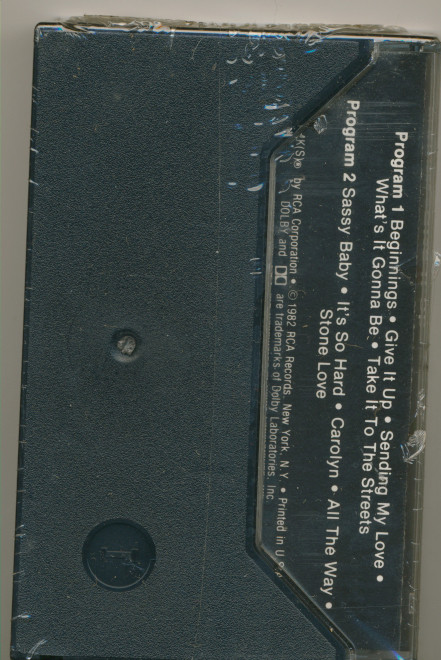 Program 1 Beginnings • Give It Up • Sending My Love •
What's It Gonna Be • Take It To The Streets
Program 2 Sassy Baby • It's So Hard • Carolyn • All The Way •
Stone Love
by RCA Corporation • © 1982 RCA Records, New York, N.Y. • Printed in U.S.
DOLBY and are trademarks of Dolby Laboratories, Inc